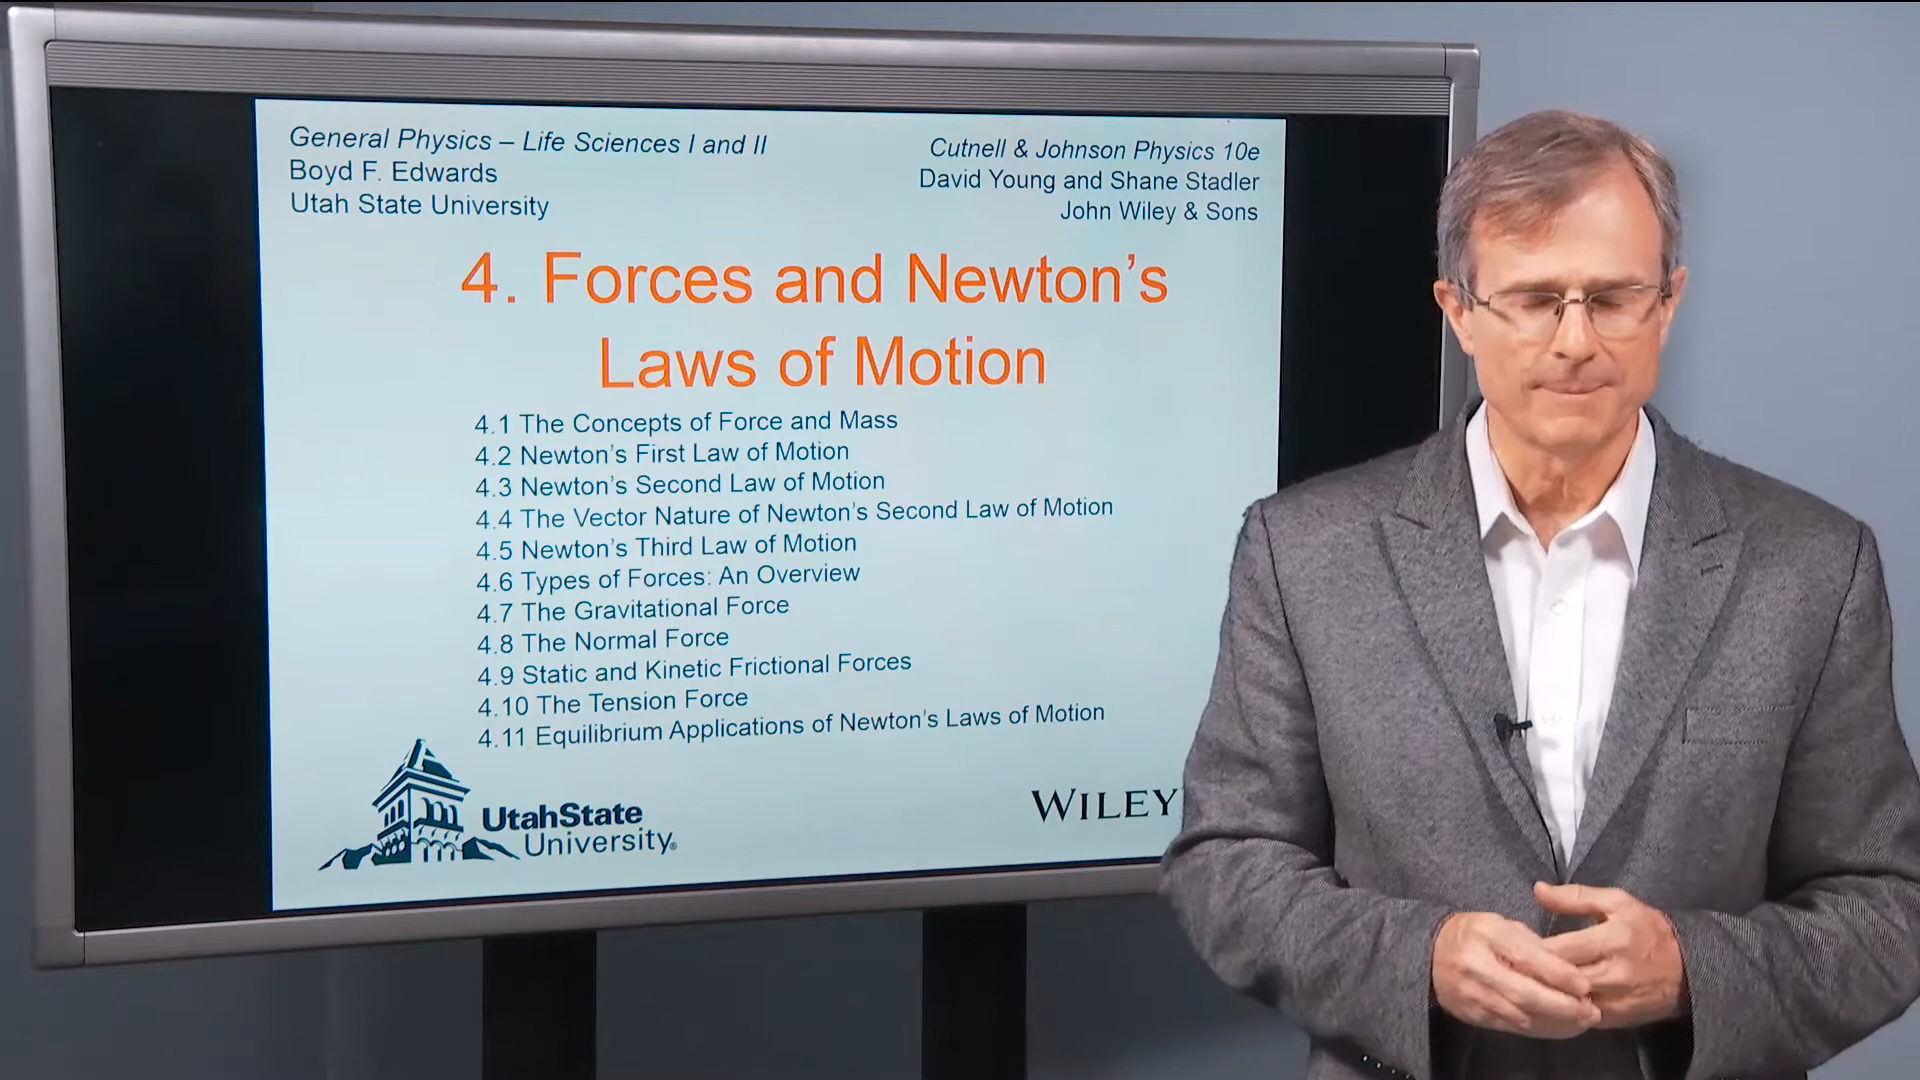 General Physics – Life Sciences I and II
Boyd F. Edwards
Utah State University
Cutnell & Johnson Physics 10e
David Young and Shane Stadler
John Wiley & Sons
4. Forces and Newton’s
Laws of Motion
4.1 The Concepts of Force and Mass
4.2 Newton’s First Law of Motion
4.3 Newton’s Second Law of Motion
4.4 The Vector Nature of Newton’s Second Law of Motion
4.5 Newton’s Third Law of Motion
4.6 Types of Forces: An Overview
4.7 The Gravitational Force
4.8 The Normal Force
4.9 Static and Kinetic Frictional Forces
4.10 The Tension Force
4.11 Equilibrium Applications of Newton’s Laws of Motion
UtahState
University®
WILEY